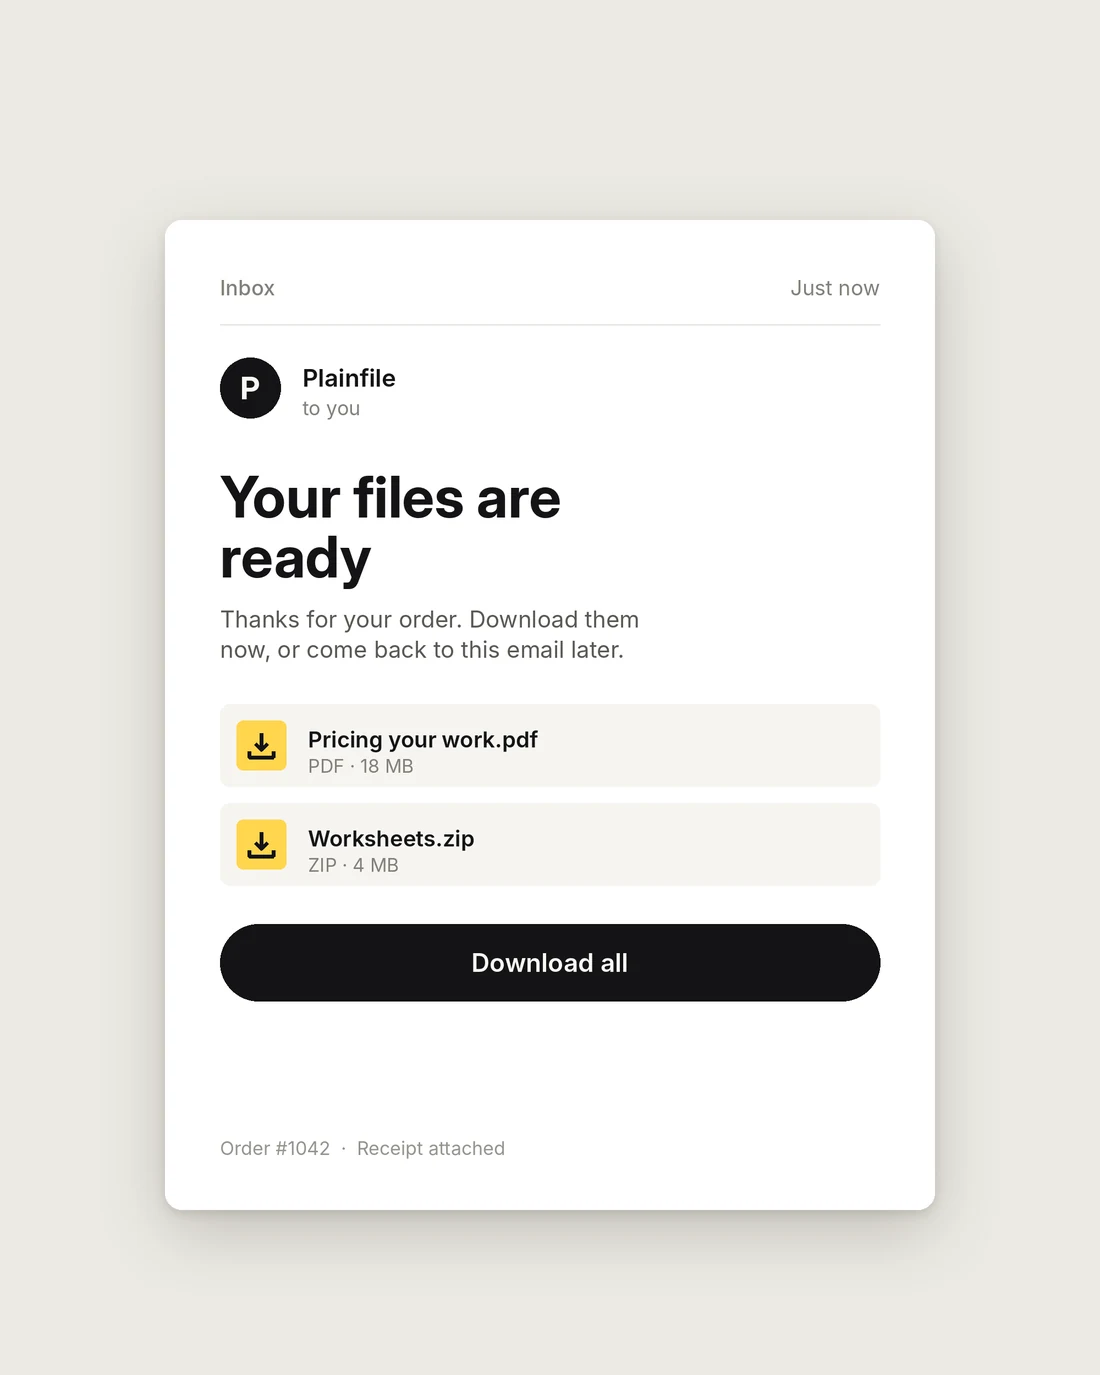 Inbox
Just now
P
Plainfile
to you
Your files are
ready
Thanks for your order. Download them
now, or come back to this email later.
Pricing your work.pdf
PDF · 18 MB
Worksheets.zip
ZIP · 4 MB
Download all
Order #1042 · Receipt attached